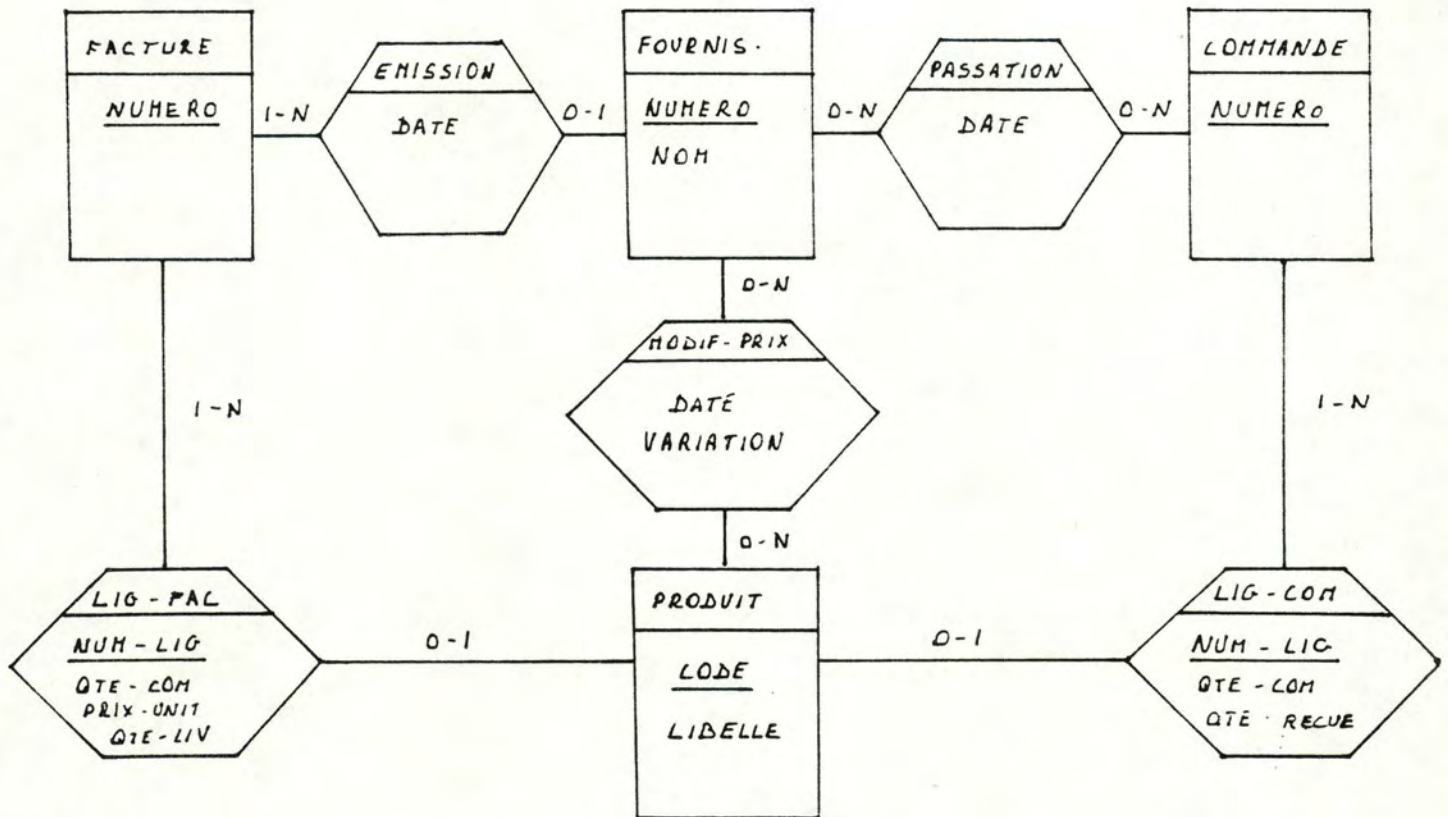 FACTURE
NUMERO
1-N
EMISSION
DATE
0-1
FOURNIS.
NUMERO
NOM
0-N
PASSATION
DATE
0-N
COMMANDE
NUMERO
1-N
0-N
MODIF-PRIX
DATE
VARIATION
0-N
1-N
LIG-FAC
NUM-LIG
QTE-COM
PRIX-UNIT
QTE-LIV
0-1
PRODUIT
CODE
LIBELLE
0-1
LIG-COM
NUM-LIG
QTE-COM
QTE-RECUE